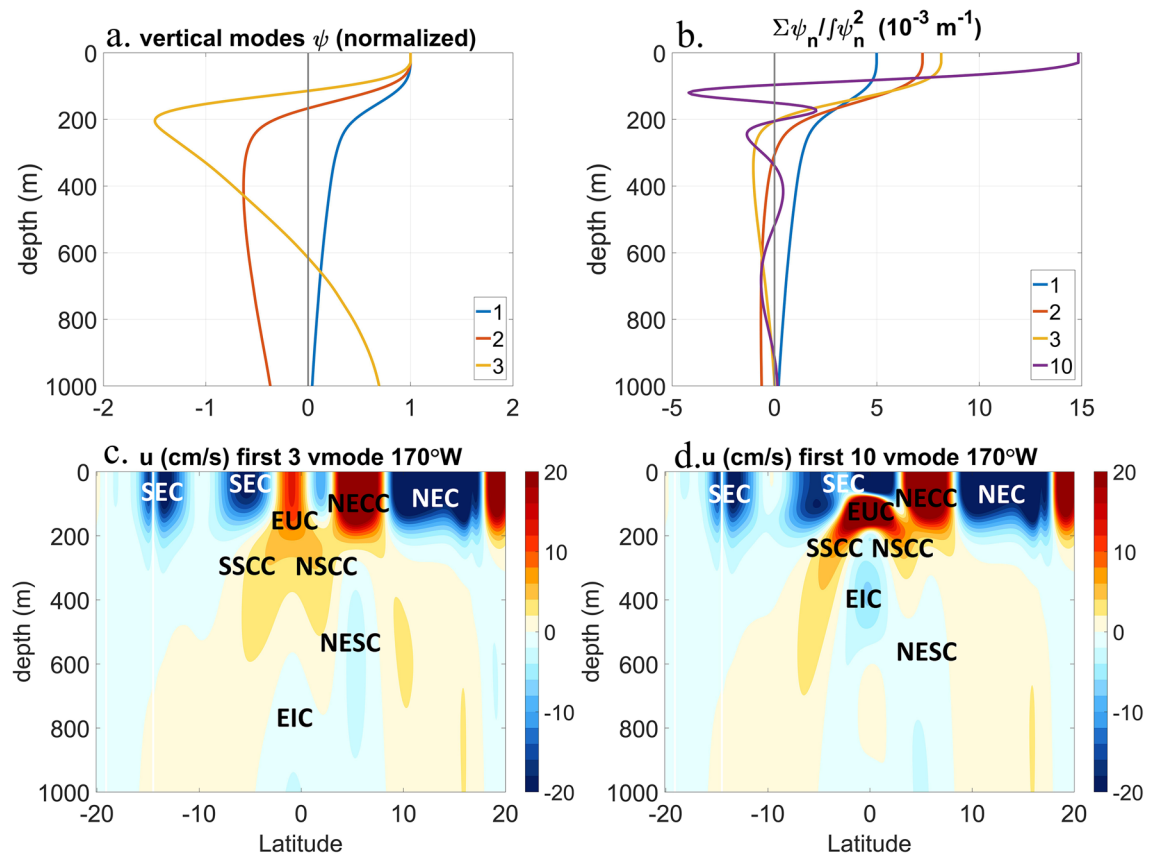 a. vertical modes ψ (normalized)
0
200
400
600
800
1000
depth (m)
-2
-1
0
1
2
1
2
3
b. Σψn/∫ψn² (10⁻³ m⁻¹)
0
200
400
600
800
1000
depth (m)
-5
0
5
10
15
1
2
3
10
c. u (cm/s) first 3 vmode 170°W
0
200
400
600
800
1000
depth (m)
-20
-10
0
10
20
Latitude
SEC
SEC
NECC
NEC
EUC
SSCC
NSCC
NESC
EIC
20
10
0
-10
-20
d. u (cm/s) first 10 vmode 170°W
0
200
400
600
800
1000
depth (m)
-20
-10
0
10
20
Latitude
SEC
SEC
NECC
NEC
EUC
SSCC
NSCC
EIC
NESC
20
10
0
-10
-20